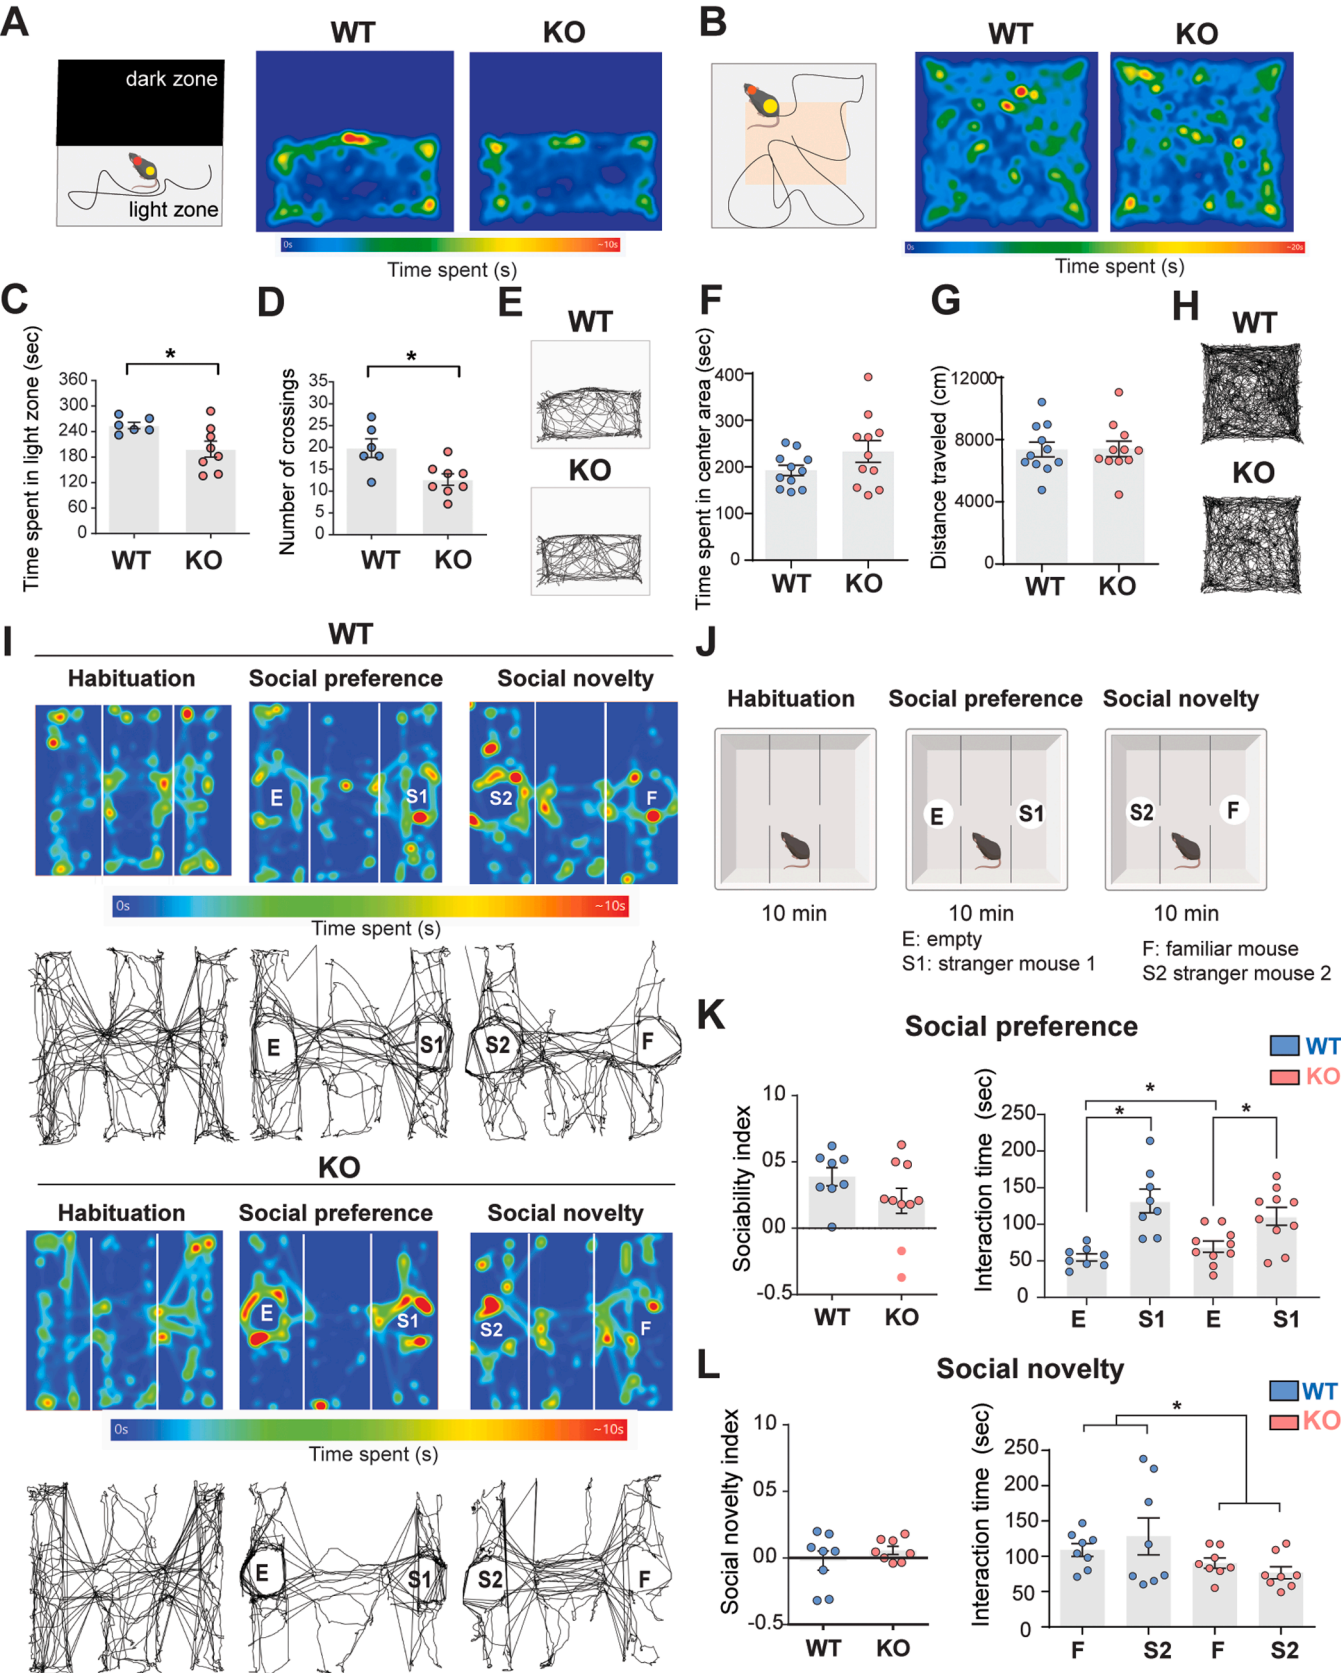 A
WT
KO
dark zone
light zone
0s
~10s
Time spent (s)
B
WT
KO
0s
~20s
Time spent (s)
C
Time spent in light zone (sec)
360
300
240
180
120
60
0
*
WT
KO
D
Number of crossings
35
30
25
20
15
10
5
0
*
WT
KO
E
WT
KO
F
Time spent in center area (sec)
400
300
200
100
0
WT
KO
G
Distance traveled (cm)
12000
8000
4000
0
WT
KO
H
WT
KO
I
WT
Habituation
Social preference
Social novelty
E
S1
S2
F
0s
~10s
Time spent (s)
E
S1
S2
F
KO
Habituation
Social preference
Social novelty
E
S1
S2
F
0s
~10s
Time spent (s)
E
S1
S2
F
J
Habituation
Social preference
Social novelty
E
S1
S2
F
10 min
10 min
10 min
E: empty
S1: stranger mouse 1
F: familiar mouse
S2 stranger mouse 2
K
Social preference
WT
KO
Sociability index
10
05
00
-0.5
WT
KO
Interaction time (sec)
250
200
150
100
50
0
*
*
*
E
S1
E
S1
L
Social novelty
WT
KO
Social novelty index
10
05
00
-0.5
WT
KO
Interaction time (sec)
250
200
150
100
50
0
*
F
S2
F
S2